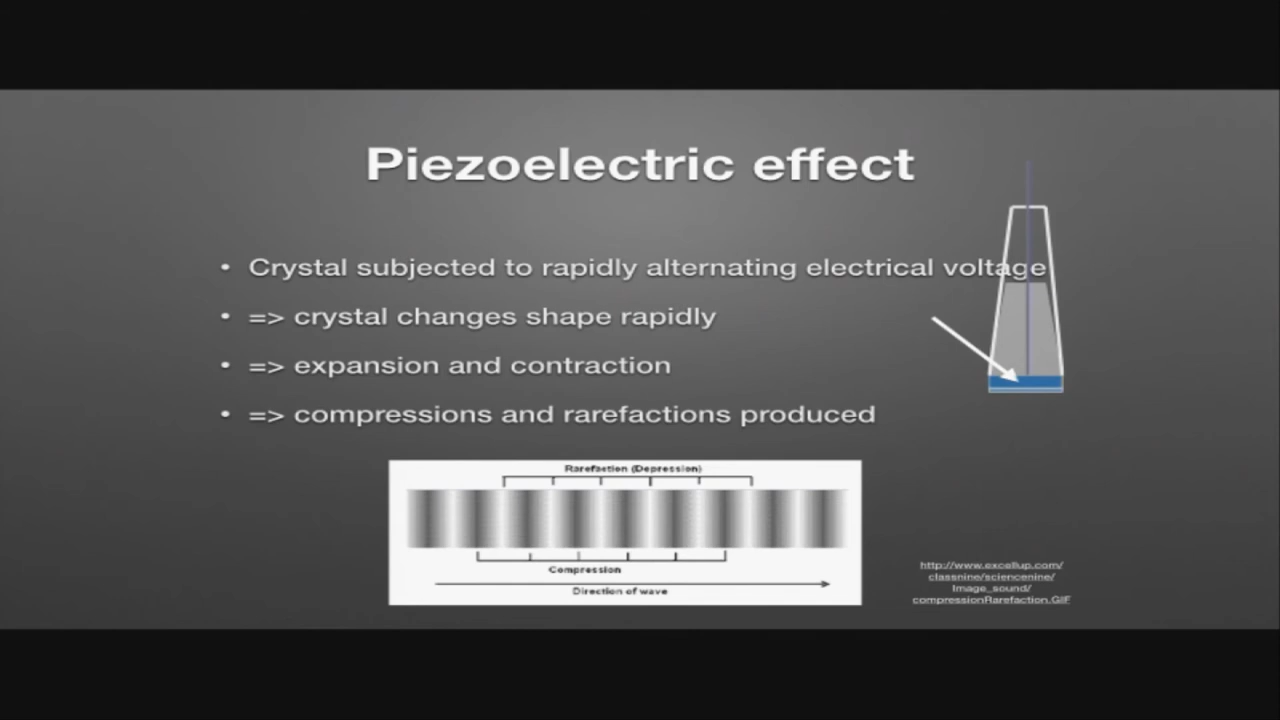 Piezoelectric effect
• Crystal subjected to rapidly alternating electrical voltage
• => crystal changes shape rapidly
• => expansion and contraction
• => compressions and rarefactions produced
Rarefaction (Depression)
Compression
Direction of wave
http://www.excellup.com/
classnine/sciencenine/
Image_sound/
compressionRarefaction.GIF